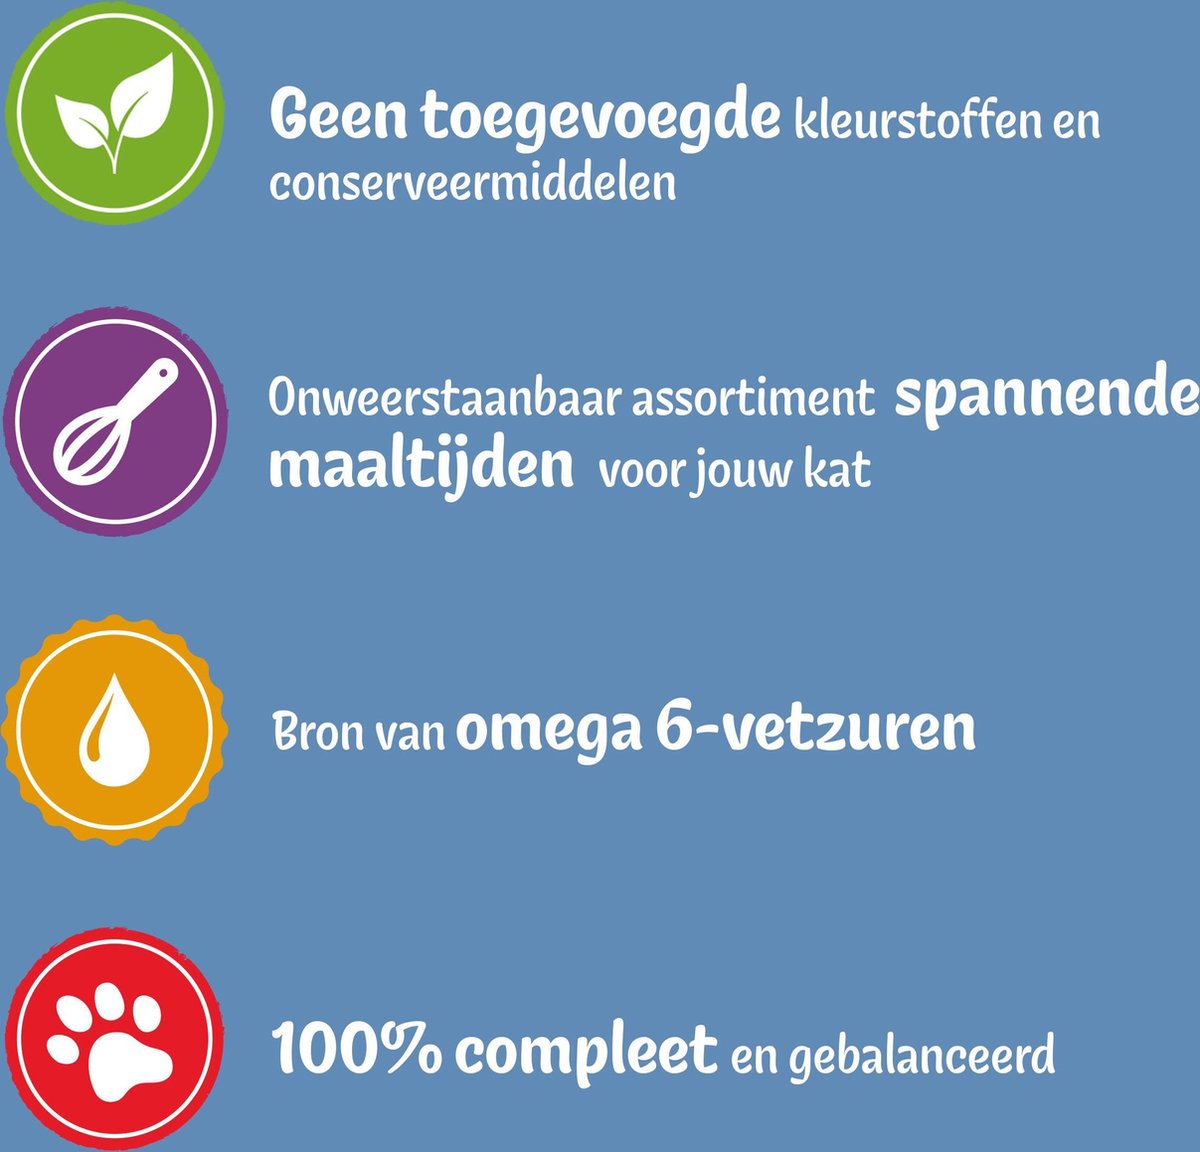 Geen toegevoegde kleurstoffen en
conserveermiddelen
Onweerstaanbaar assortiment spannende
maaltijden voor jouw kat
Bron van omega 6-vetzuren
100% compleet en gebalanceerd